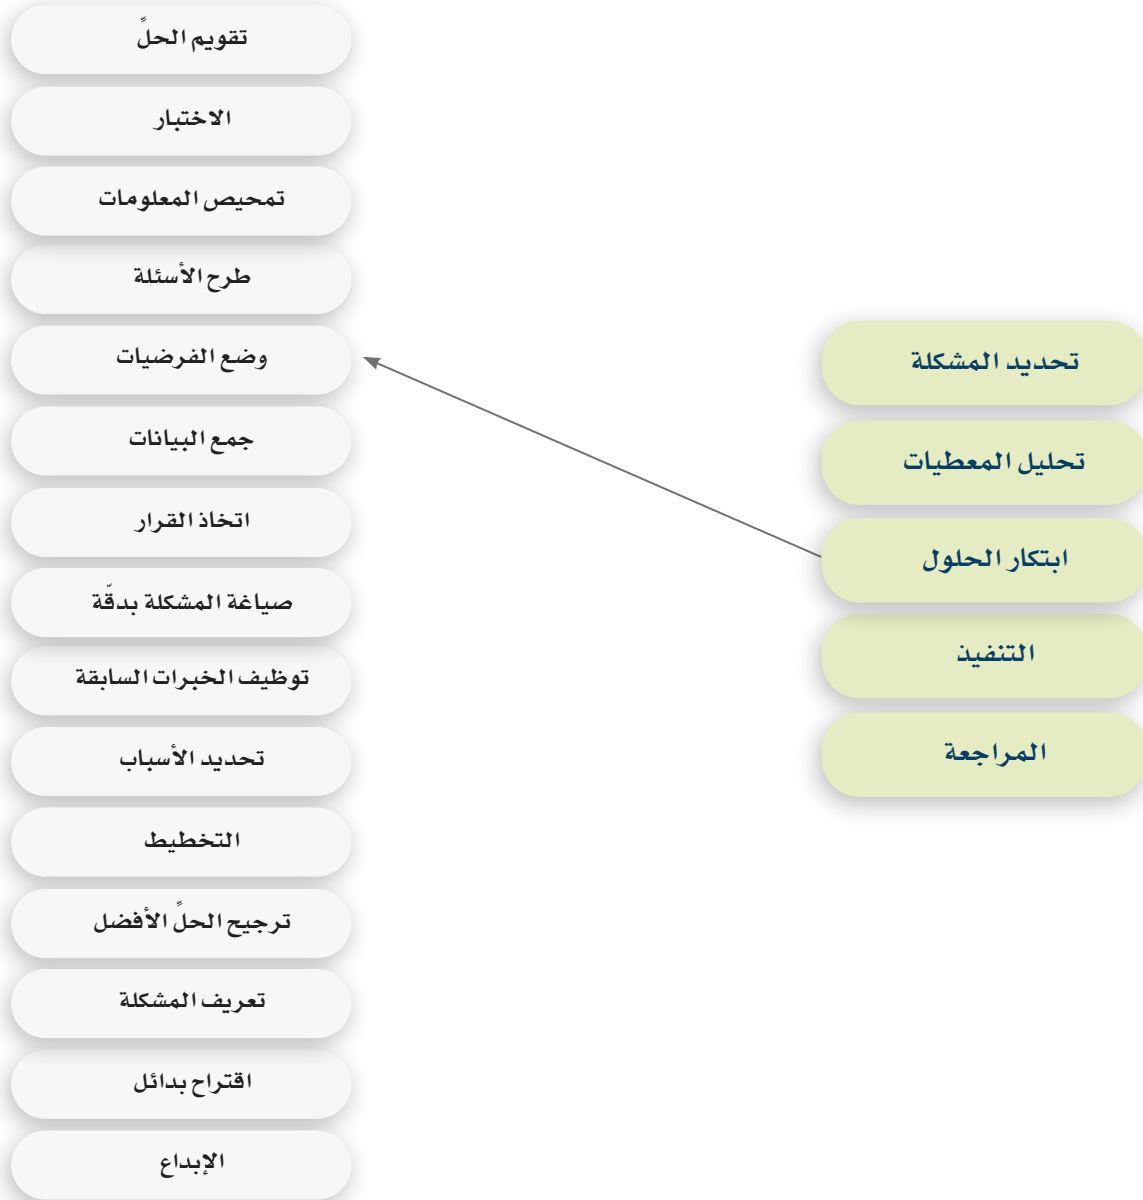 تحديد المشكلة
تحليل المعطيات
ابتكار الحلول
التنفيذ
المراجعة
تقويم الحلِّ
الاختبار
تمحيص المعلومات
طرح الأسئلة
وضع الفرضيات
جمع البيانات
اتخاذ القرار
صياغة المشكلة بدقّة
توظيف الخبرات السابقة
تحديد الأسباب
التخطيط
ترجيح الحلِّ الأفضل
تعريف المشكلة
اقتراح بدائل
الإبداع